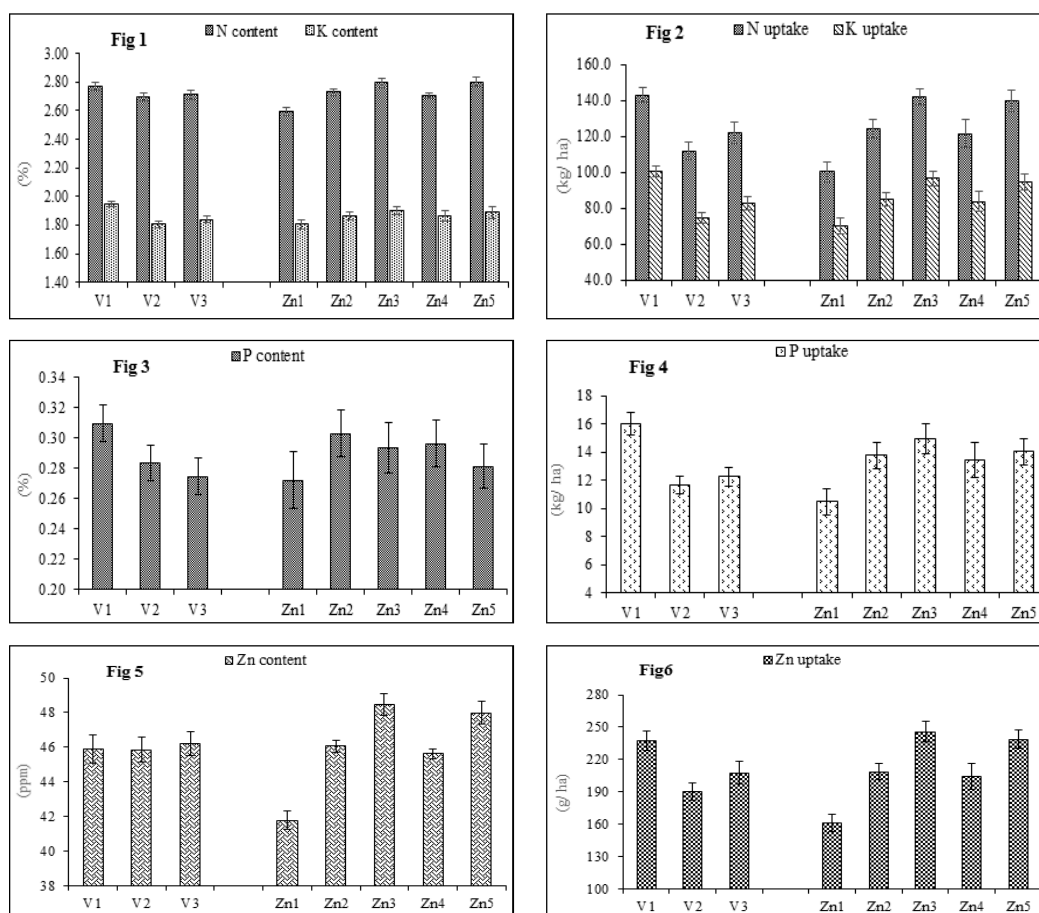 Fig 1
N content K content
3.00
2.80
2.60
2.40
2.20
2.00
1.80
1.60
1.40
(%)
V1 V2 V3 Zn1 Zn2 Zn3 Zn4 Zn5
Fig 2
N uptake K uptake
160.0
140.0
120.0
100.0
80.0
60.0
40.0
(kg/ ha)
V1 V2 V3 Zn1 Zn2 Zn3 Zn4 Zn5
Fig 3
P content
0.34
0.32
0.30
0.28
0.26
0.24
0.22
0.20
(%)
V1 V2 V3 Zn1 Zn2 Zn3 Zn4 Zn5
Fig 4
P uptake
18
16
14
12
10
8
6
4
(kg/ ha)
V1 V2 V3 Zn1 Zn2 Zn3 Zn4 Zn5
Fig 5
Zn content
50
48
46
44
42
40
38
(ppm)
V1 V2 V3 Zn1 Zn2 Zn3 Zn4 Zn5
Fig6
Zn uptake
280
250
220
190
160
130
100
(g/ ha)
V1 V2 V3 Zn1 Zn2 Zn3 Zn4 Zn5